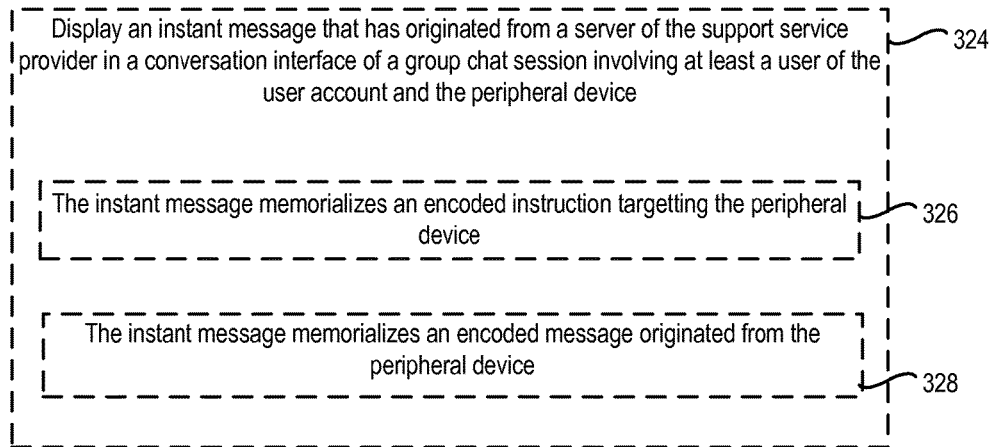 Display an instant message that has originated from a server of the support service
provider in a conversation interface of a group chat session involving at least a user of the
user account and the peripheral device
324
The instant message memorializes an encoded instruction targetting the peripheral
device
326
The instant message memorializes an encoded message originated from the
peripheral device
328